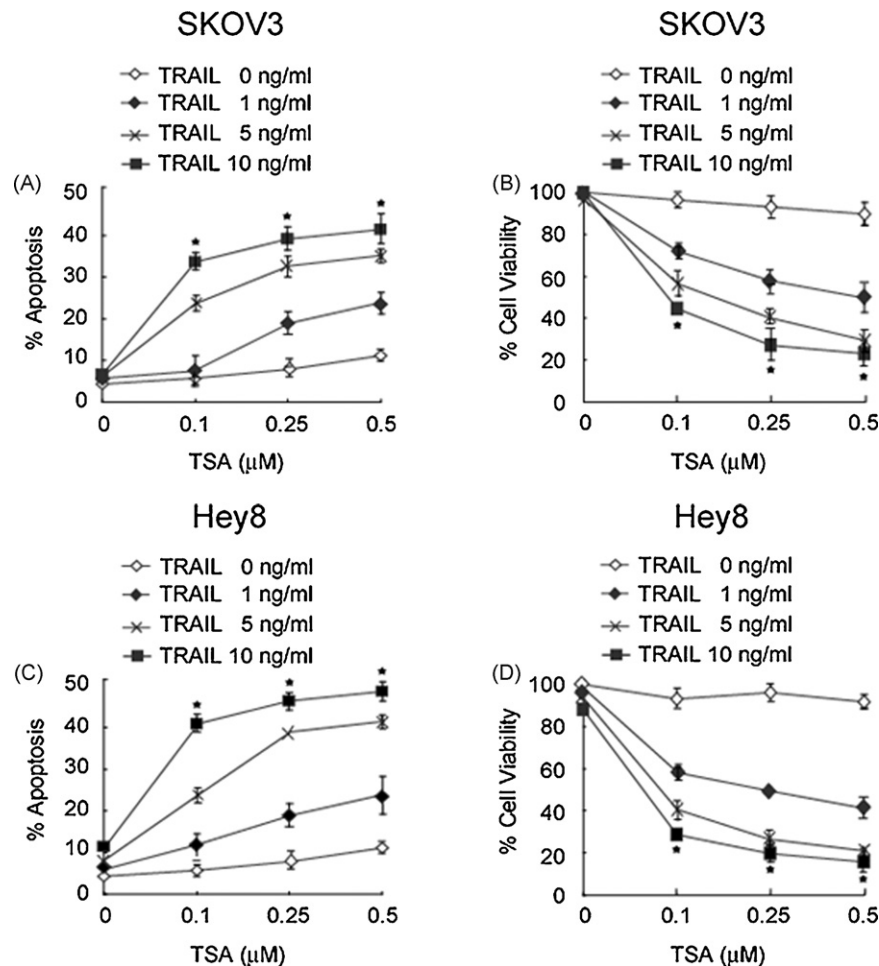 SKOV3
TRAIL 0 ng/ml
TRAIL 1 ng/ml
TRAIL 5 ng/ml
TRAIL 10 ng/ml
(A)
% Apoptosis
50
40
30
20
10
0
0 0.1 0.25 0.5
TSA (μM)
SKOV3
TRAIL 0 ng/ml
TRAIL 1 ng/ml
TRAIL 5 ng/ml
TRAIL 10 ng/ml
(B)
% Cell Viability
100
80
60
40
20
0
0 0.1 0.25 0.5
TSA (μM)
Hey8
TRAIL 0 ng/ml
TRAIL 1 ng/ml
TRAIL 5 ng/ml
TRAIL 10 ng/ml
(C)
% Apoptosis
50
40
30
20
10
0
0 0.1 0.25 0.5
TSA (μM)
Hey8
TRAIL 0 ng/ml
TRAIL 1 ng/ml
TRAIL 5 ng/ml
TRAIL 10 ng/ml
(D)
% Cell Viability
100
80
60
40
20
0
0 0.1 0.25 0.5
TSA (μM)